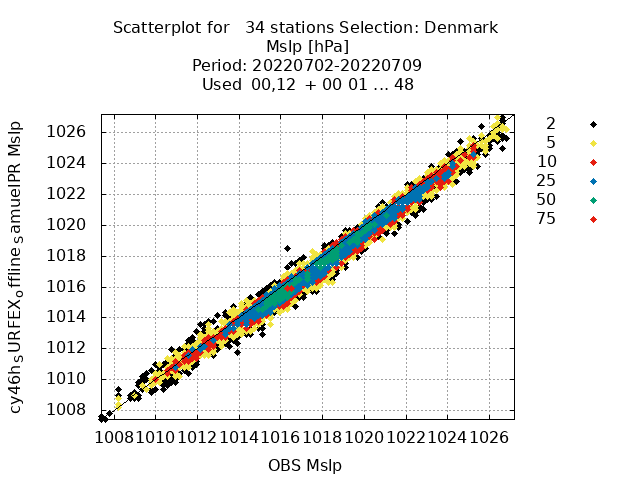 Scatterplot for   34 stations Selection: Denmark
Mslp [hPa]
Period: 20220702-20220709
Used  00,12  + 00 01 ... 48
cy46h_SURFEX_offline_samuelPR Mslp
1026
1024
1022
1020
1018
1016
1014
1012
1010
1008
1008 1010 1012 1014 1016 1018 1020 1022 1024 1026
OBS Mslp
2
5
10
25
50
75